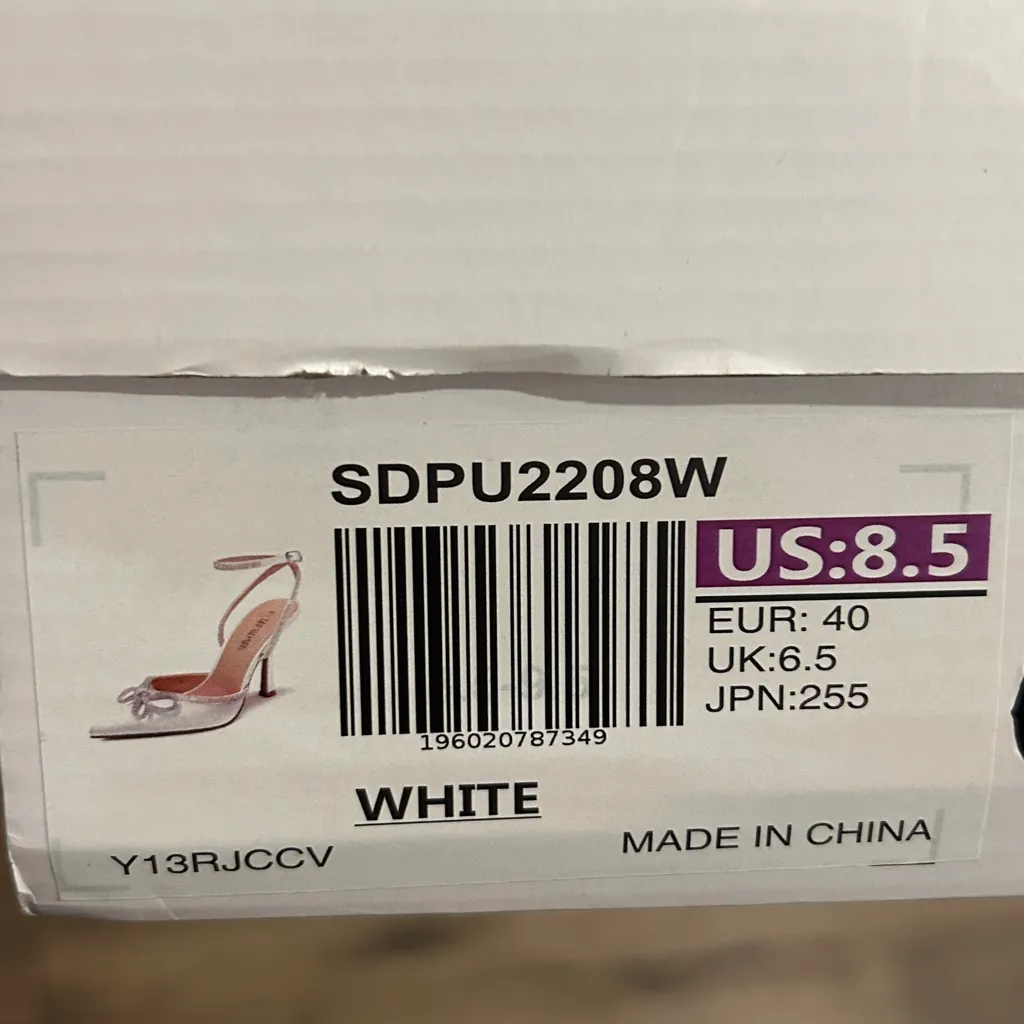 SDPU2208W
US:8.5
EUR: 40
UK:6.5
JPN:255
196020787349
WHITE
Y13RJCCV
MADE IN CHINA